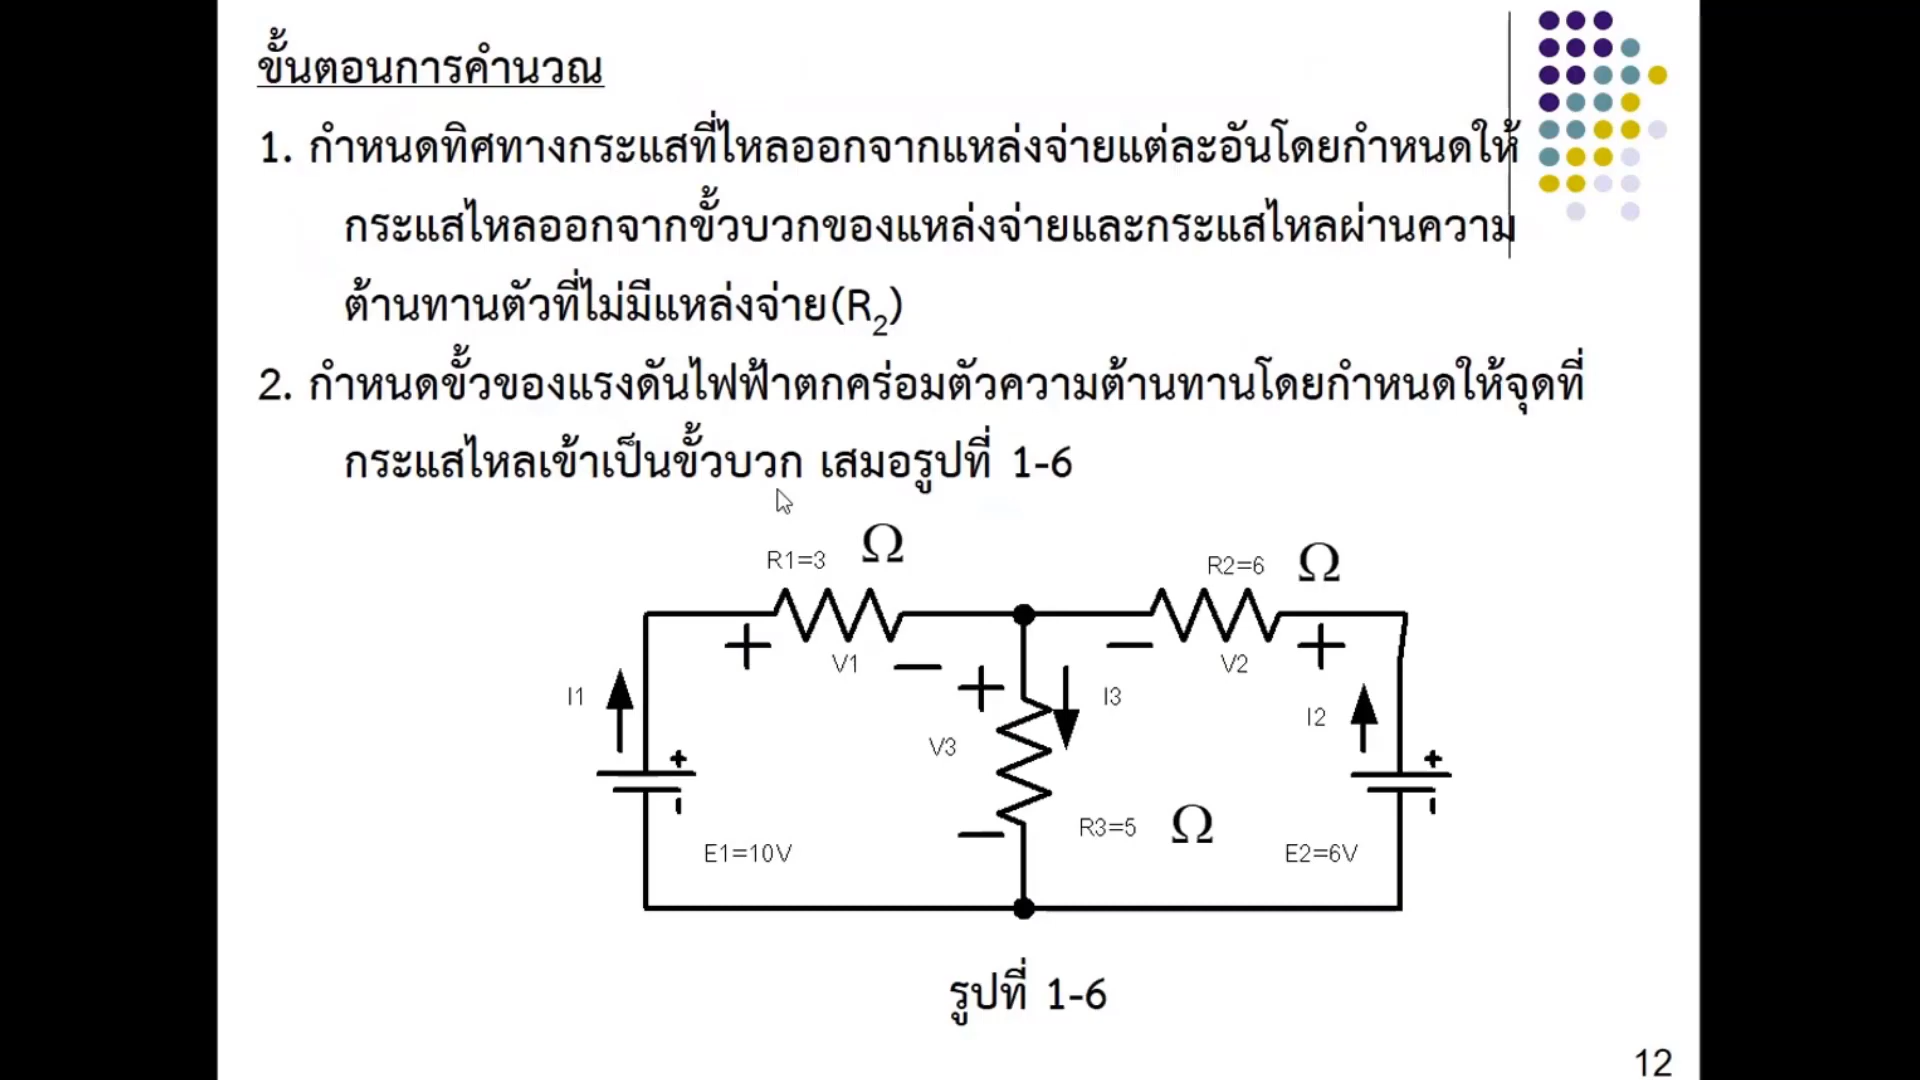 ขั้นตอนการคำนวณ
1. กำหนดทิศทางกระแสที่ไหลออกจากแหล่งจ่ายแต่ละอันโดยกำหนดให้
กระแสไหลออกจากขั้วบวกของแหล่งจ่ายและกระแสไหลผ่านความ
ต้านทานตัวที่ไม่มีแหล่งจ่าย(R2)
2. กำหนดขั้วของแรงดันไฟฟ้าตกคร่อมตัวความต้านทานโดยกำหนดให้จุดที่
กระแสไหลเข้าเป็นขั้วบวก เสมอรูปที่ 1-6
R1=3 Ω
R2=6 Ω
+ V1 −
− V2 +
I1
+
V3
−
I3
I2
+
-
+
-
R3=5 Ω
E1=10V
E2=6V
รูปที่ 1-6
12